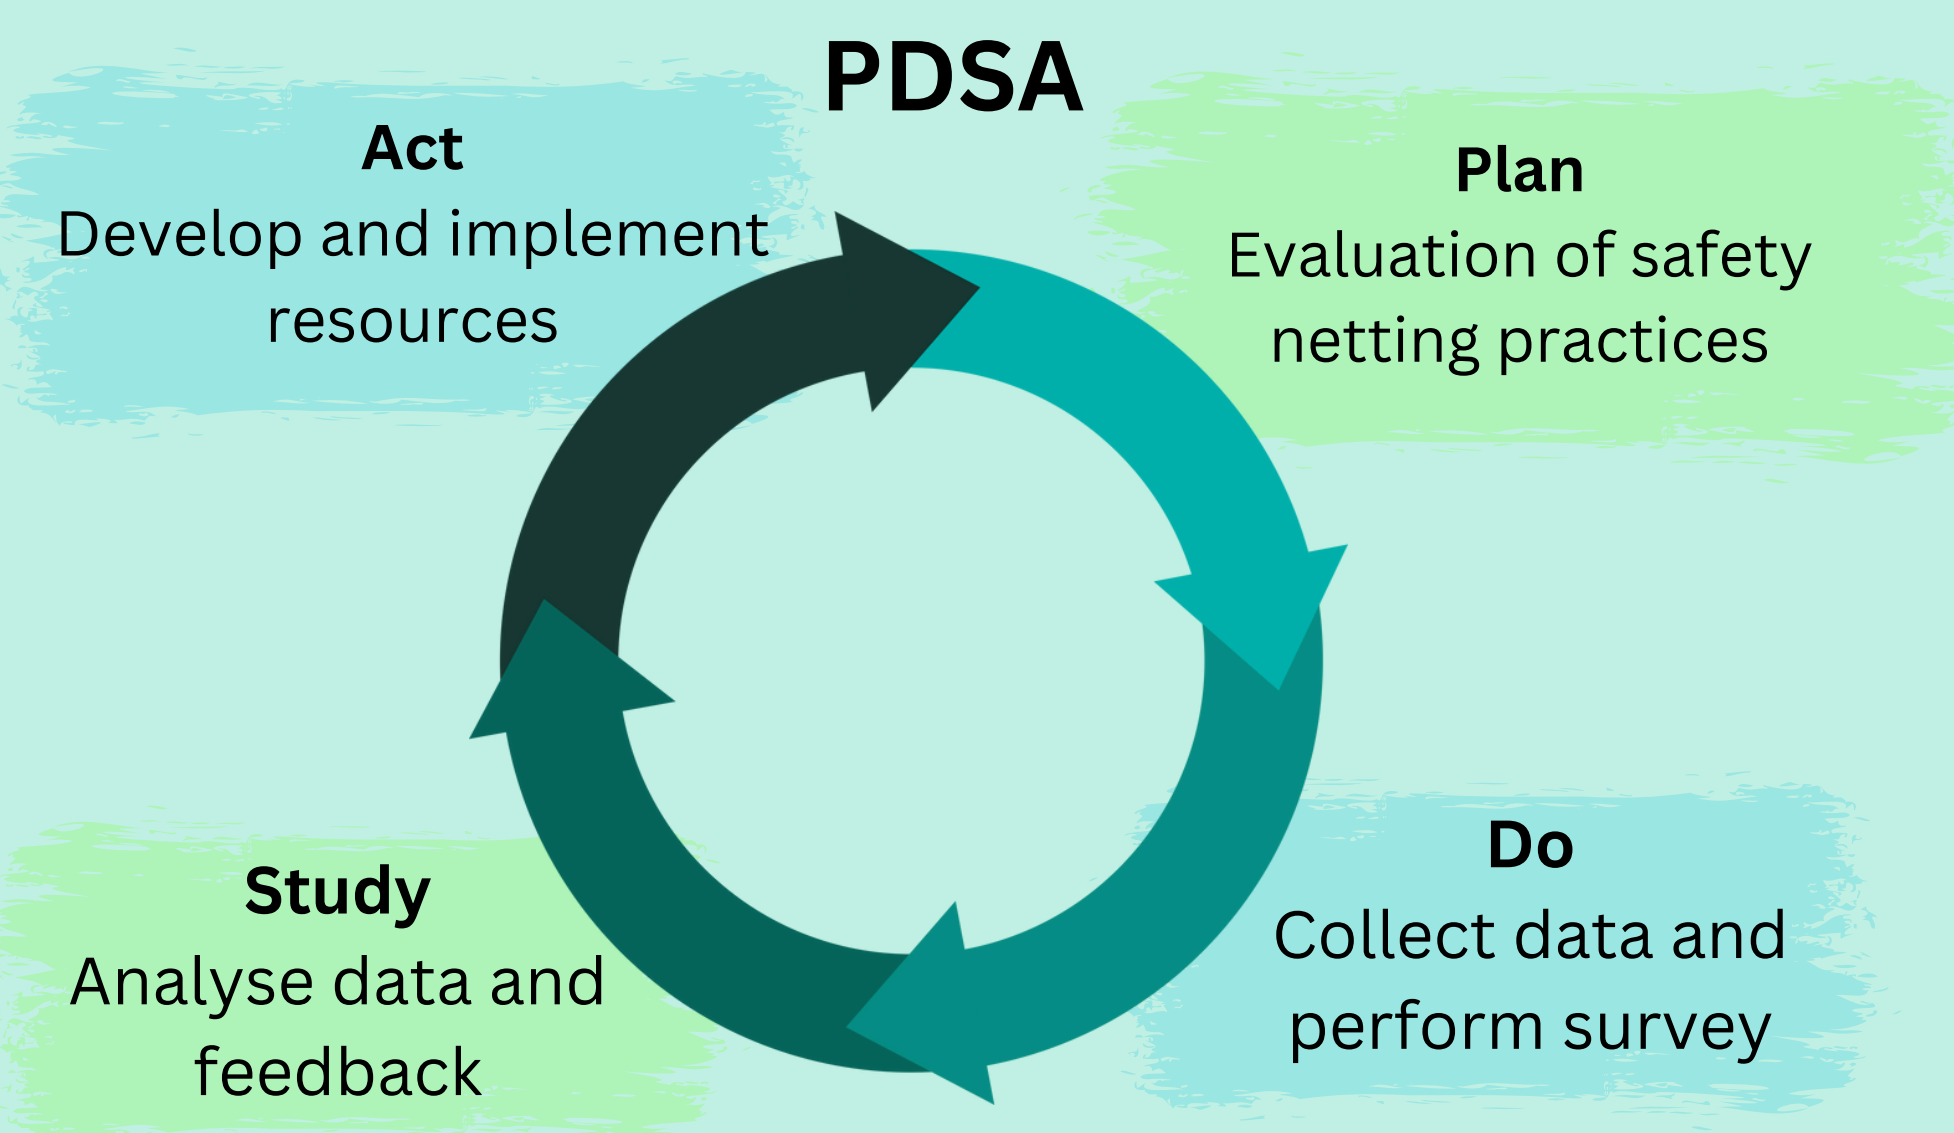 PDSA
Act
Develop and implement
resources
Plan
Evaluation of safety
netting practices
Do
Collect data and
perform survey
Study
Analyse data and
feedback